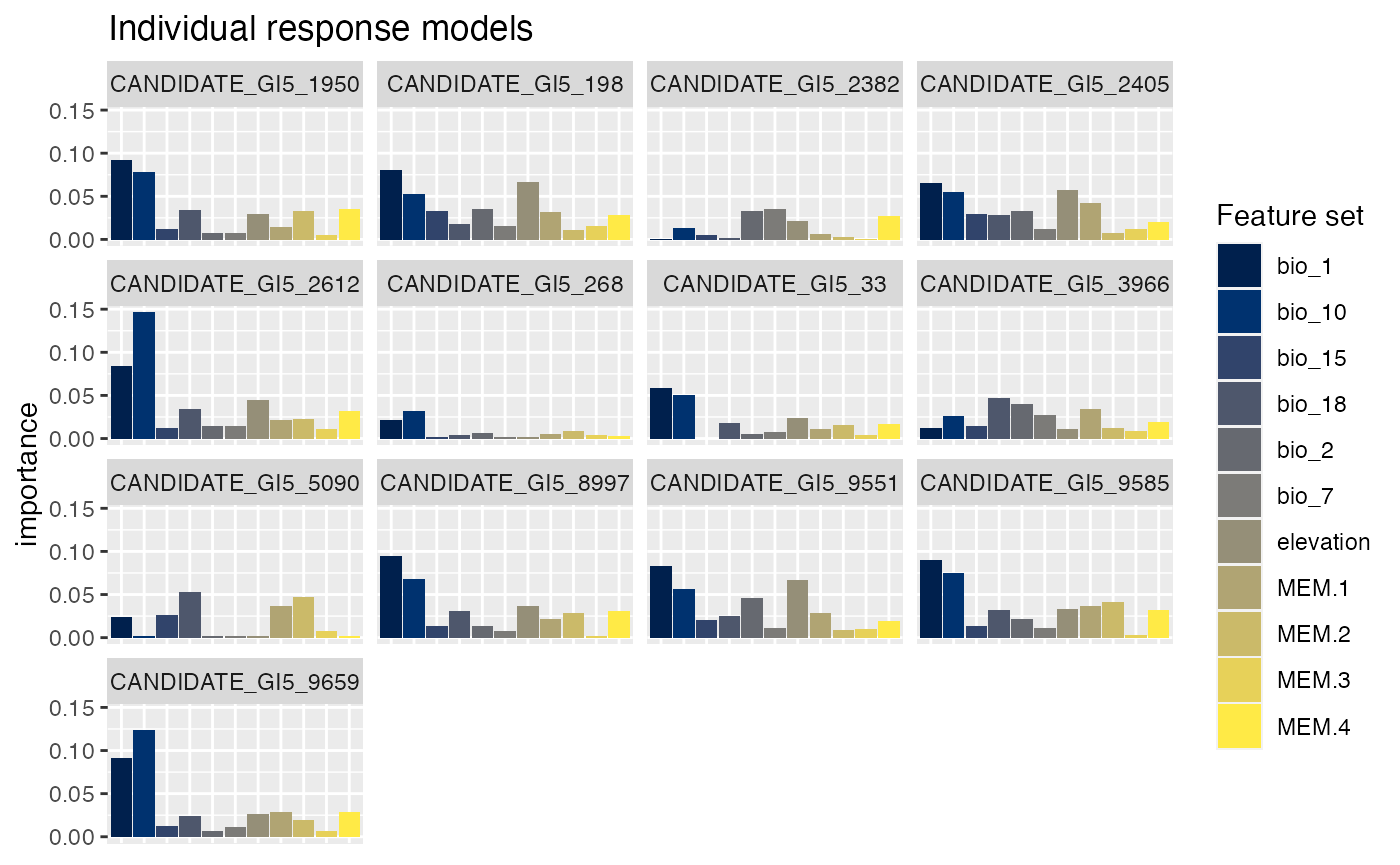 Individual response models
CANDIDATE_GI5_1950
CANDIDATE_GI5_198
CANDIDATE_GI5_2382
CANDIDATE_GI5_2405
0.15
0.10
0.05
0.00
CANDIDATE_GI5_2612
CANDIDATE_GI5_268
CANDIDATE_GI5_33
CANDIDATE_GI5_3966
0.15
0.10
0.05
0.00
CANDIDATE_GI5_5090
CANDIDATE_GI5_8997
CANDIDATE_GI5_9551
CANDIDATE_GI5_9585
0.15
0.10
0.05
0.00
CANDIDATE_GI5_9659
0.15
0.10
0.05
0.00
importance
Feature set
bio_1
bio_10
bio_15
bio_18
bio_2
bio_7
elevation
MEM.1
MEM.2
MEM.3
MEM.4